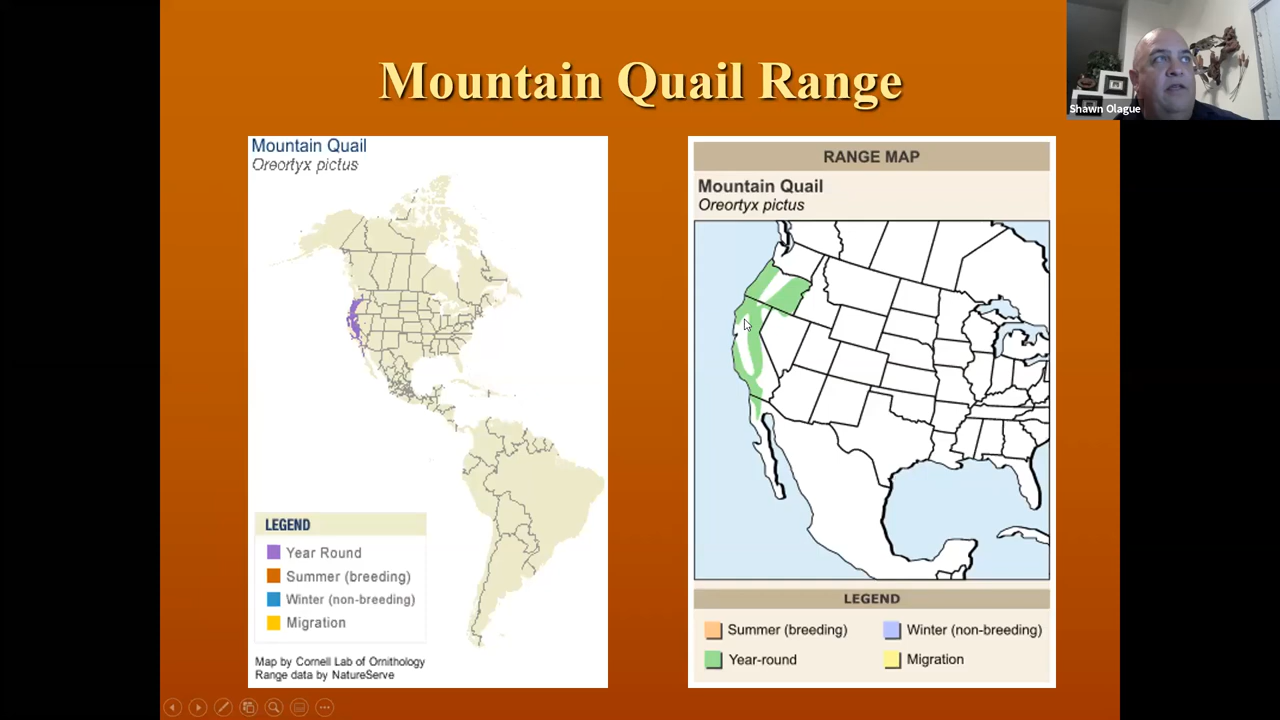 Mountain Quail Range
Shawn Olague
Mountain Quail
Oreortyx pictus
LEGEND
Year Round
Summer (breeding)
Winter (non-breeding)
Migration
Map by Cornell Lab of Ornithology
Range data by NatureServe
RANGE MAP
Mountain Quail
Oreortyx pictus
LEGEND
Summer (breeding)
Winter (non-breeding)
Year-round
Migration